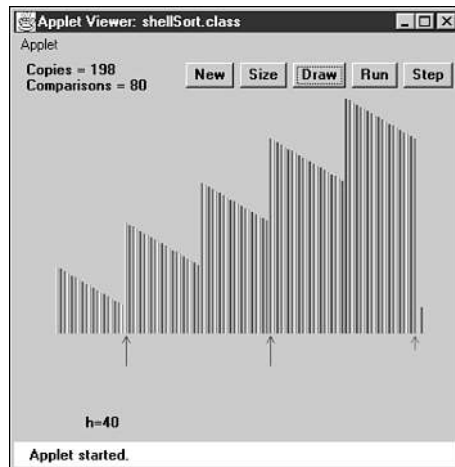 Applet Viewer: shellSort.class
Applet
Copies = 198
Comparisons = 80
New Size Draw Run Step
h=40
Applet started.